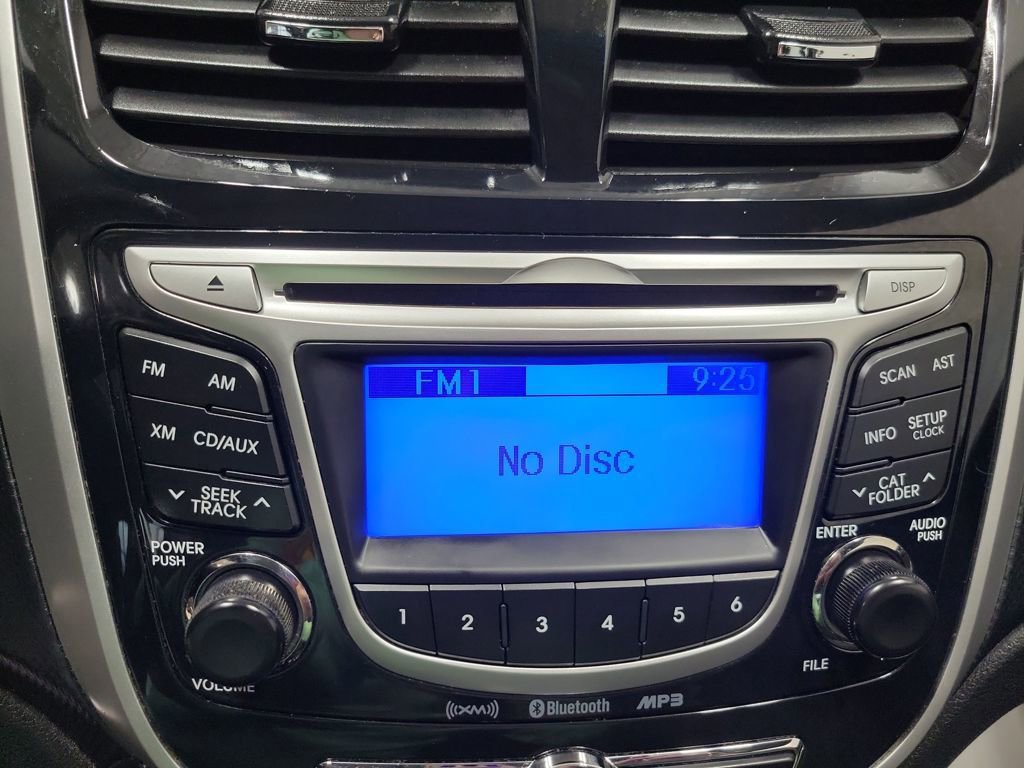 ⏏
DISP
FM
AM
XM
CD/AUX
SEEK
TRACK
POWER
PUSH
VOLUME
FM1
9:25
No Disc
SCAN
AST
INFO
SETUP
CLOCK
CAT
FOLDER
ENTER
AUDIO
PUSH
FILE
1
2
3
4
5
6
((XM))
Bluetooth
MP3